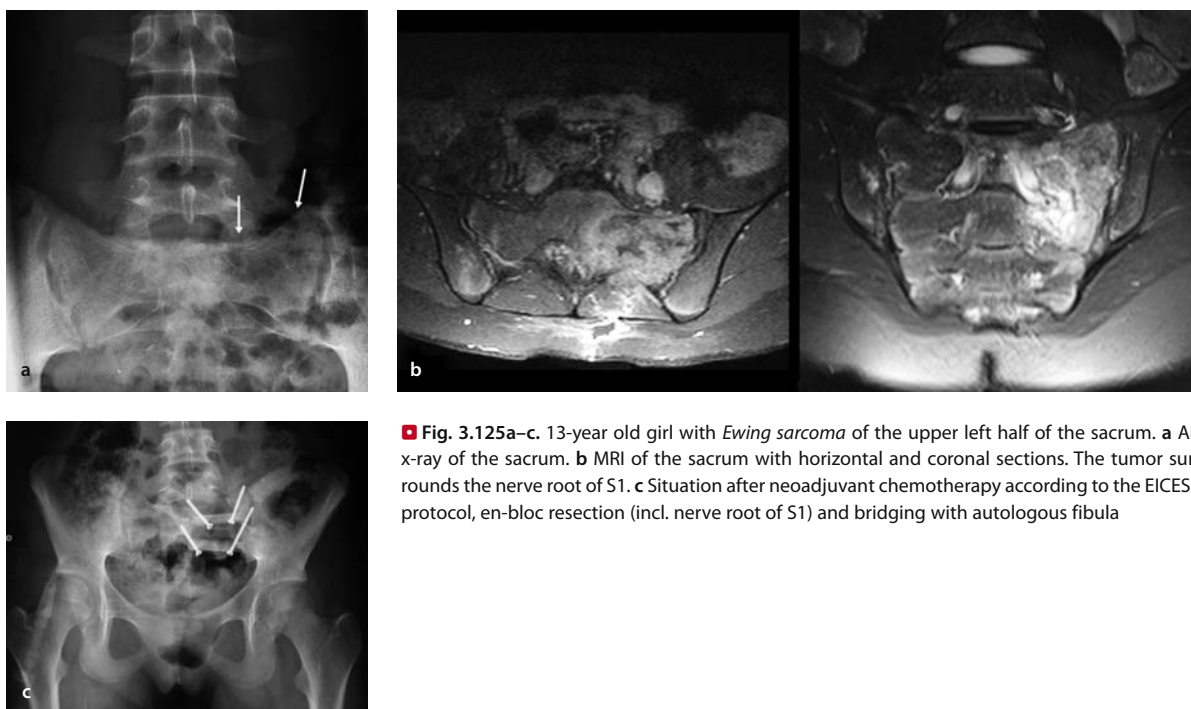 a
b
Fig. 3.125a–c. 13-year old girl with Ewing sarcoma of the upper left half of the sacrum. a
x-ray of the sacrum. b MRI of the sacrum with horizontal and coronal sections. The tumor sur
rounds the nerve root of S1. c Situation after neoadjuvant chemotherapy according to the EICES
protocol, en-bloc resection (incl. nerve root of S1) and bridging with autologous fibula
c